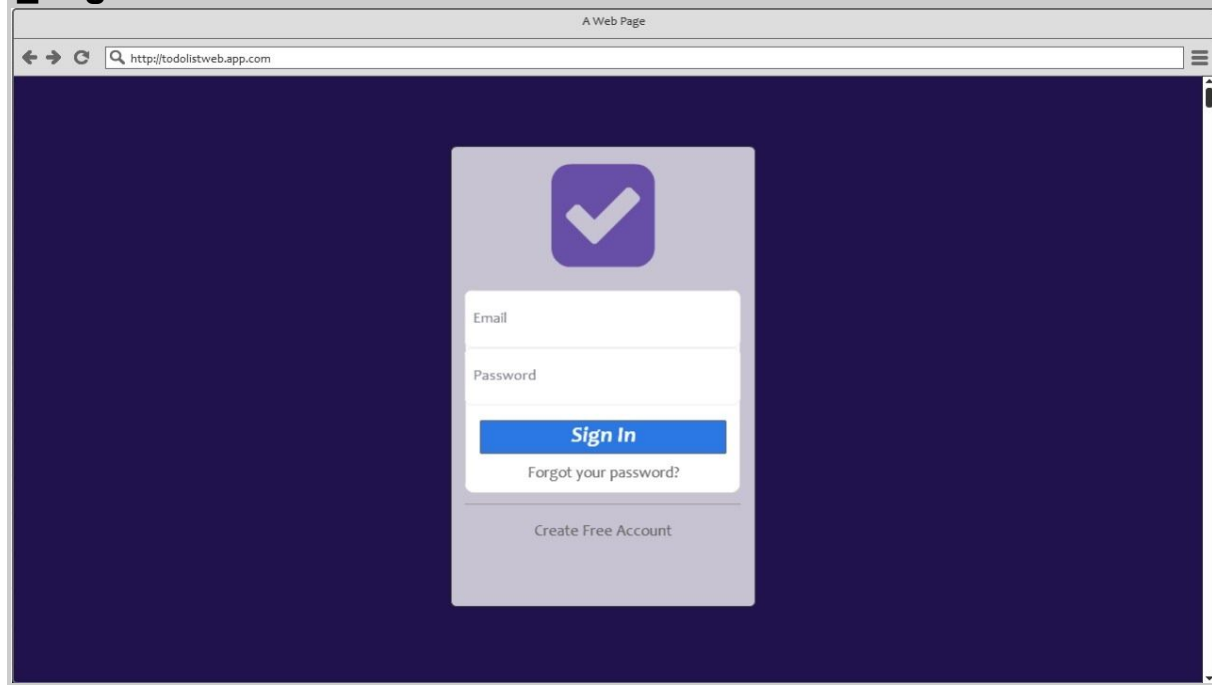 A Web Page
http://todolistweb.app.com
Email
Password
Sign In
Forgot your password?
Create Free Account